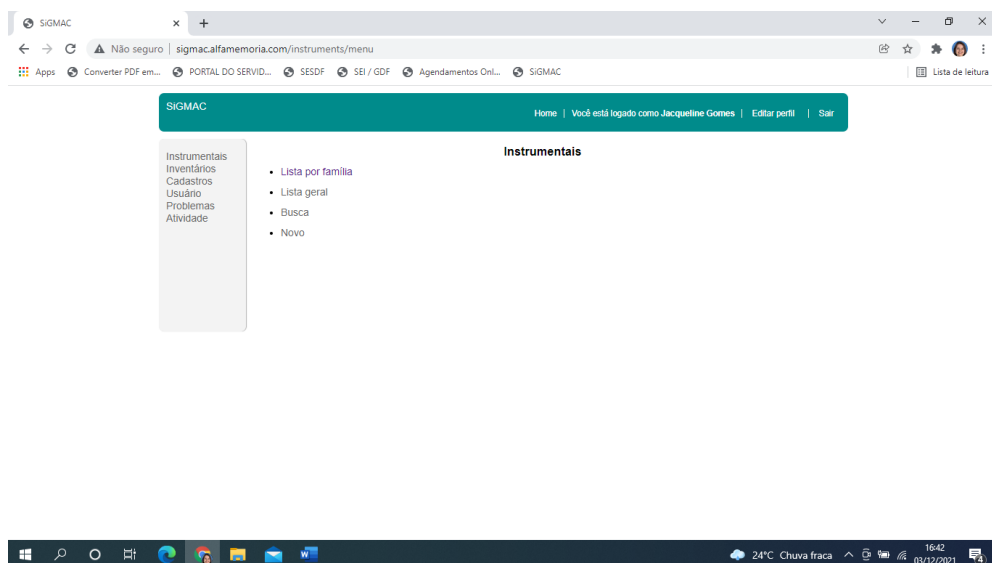 SiGMAC
Não seguro | sigmac.alfamemoria.com/instruments/menu
Apps Converter PDF em... PORTAL DO SERVID... SESDF SEI / GDF Agendamentos Onl... SiGMAC Lista de leitura
SiGMAC
Home | Você está logado como Jacqueline Gomes | Editar perfil | Sair
Instrumentais
Inventários
Cadastros
Usuário
Problemas
Atividade
Instrumentais
Lista por família
Lista geral
Busca
Novo
24°C Chuva fraca
16:42
03/12/2021
4